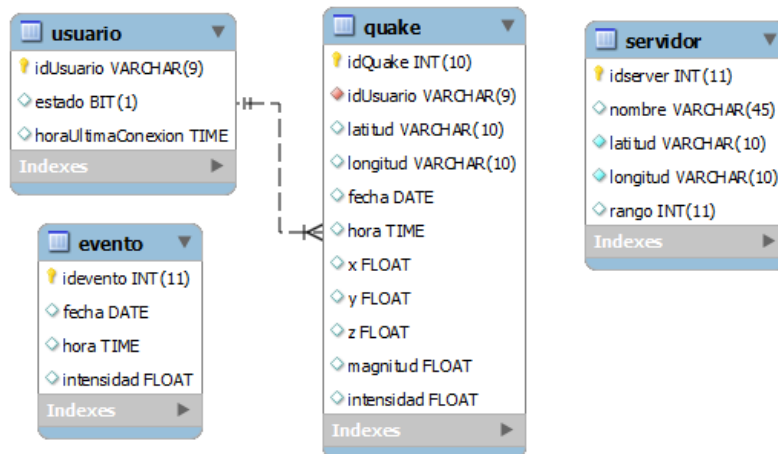 usuario
idUsuario VARCHAR(9)
estado BIT(1)
horaUltimaConexion TIME
Indexes
evento
idevento INT(11)
fecha DATE
hora TIME
intensidad FLOAT
Indexes
quake
idQuake INT(10)
idUsuario VARCHAR(9)
latitud VARCHAR(10)
longitud VARCHAR(10)
fecha DATE
hora TIME
x FLOAT
y FLOAT
z FLOAT
magnitud FLOAT
intensidad FLOAT
Indexes
servidor
idserver INT(11)
nombre VARCHAR(45)
latitud VARCHAR(10)
longitud VARCHAR(10)
rango INT(11)
Indexes